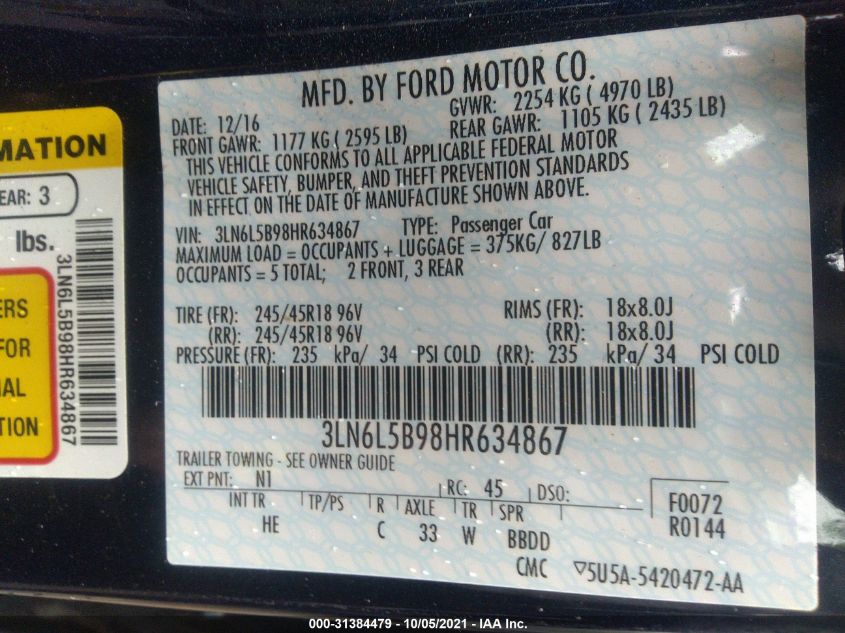 MATION
EAR: 3
lbs.
3LN6L5B98HR634867
ERS
FOR
AL
TION
MFD. BY FORD MOTOR CO.
DATE: 12/16 GVWR: 2254 KG ( 4970 LB)
FRONT GAWR: 1177 KG ( 2595 LB) REAR GAWR: 1105 KG ( 2435 LB)
THIS VEHICLE CONFORMS TO ALL APPLICABLE FEDERAL MOTOR
VEHICLE SAFETY, BUMPER, AND THEFT PREVENTION STANDARDS
IN EFFECT ON THE DATE OF MANUFACTURE SHOWN ABOVE.
VIN: 3LN6L5B98HR634867 TYPE: Passenger Car
MAXIMUM LOAD = OCCUPANTS + LUGGAGE = 375KG/ 827LB
OCCUPANTS = 5 TOTAL; 2 FRONT, 3 REAR
TIRE (FR): 245/45R18 96V RIMS (FR): 18x8.0J
(RR): 245/45R18 96V (RR): 18x8.0J
PRESSURE (FR): 235 kPa/ 34 PSI COLD (RR): 235 kPa/ 34 PSI COLD
3LN6L5B98HR634867
TRAILER TOWING - SEE OWNER GUIDE
EXT PNT: N1 RC: 45 DSO:
INT TR TP/PS R AXLE TR SPR
HE C 33 W BBDD
F0072
R0144
CMC ▽5U5A-5420472-AA
000-31384479 - 10/05/2021 - IAA Inc.